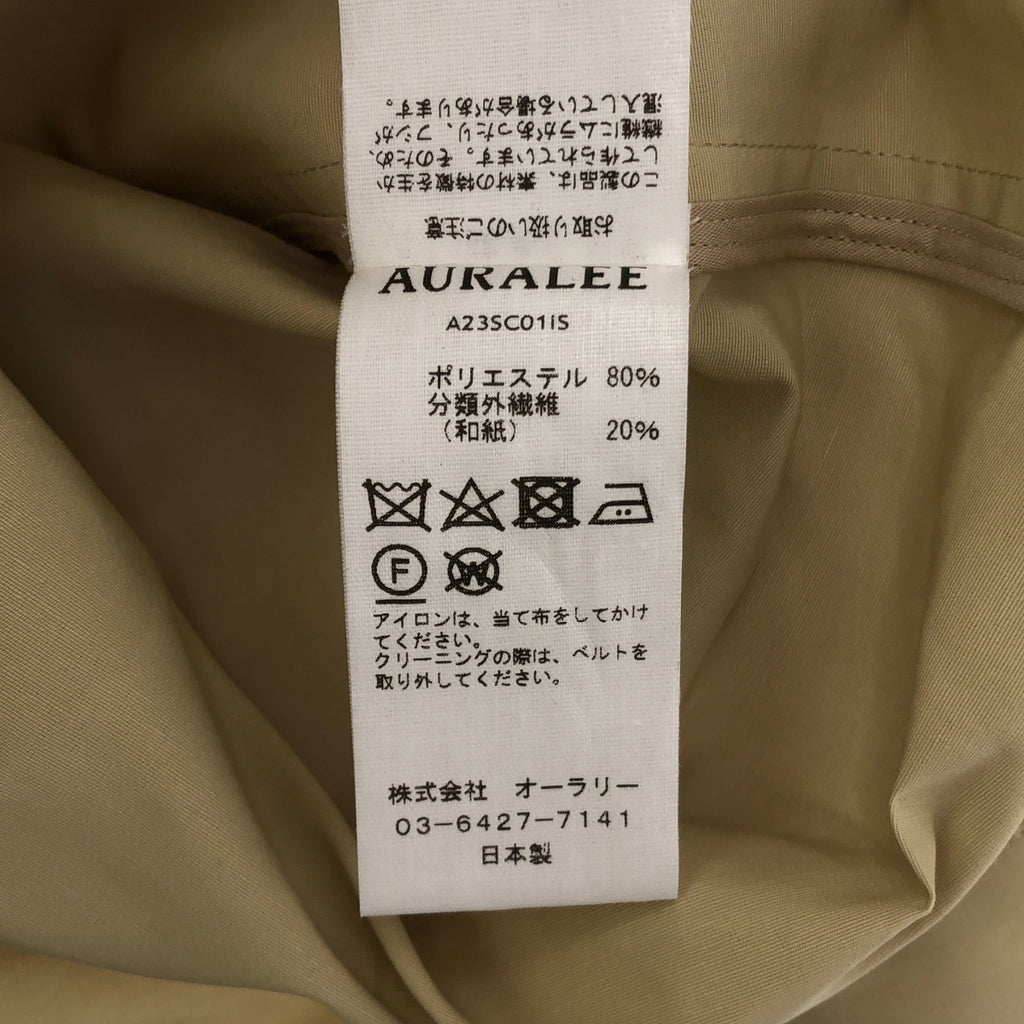 お取り扱いのご注意
この製品は、素材の特徴を生か
して作られています。そのため、
繊維にムラがあったり、フシが
混入している場合があります。
AURALEE
A23SC01IS
ポリエステル 80%
分類外繊維
（和紙） 20%
F W
アイロンは、当て布をしてかけ
てください。
クリーニングの際は、ベルトを
取り外してください。
株式会社 オーラリー
03-6427-7141
日本製